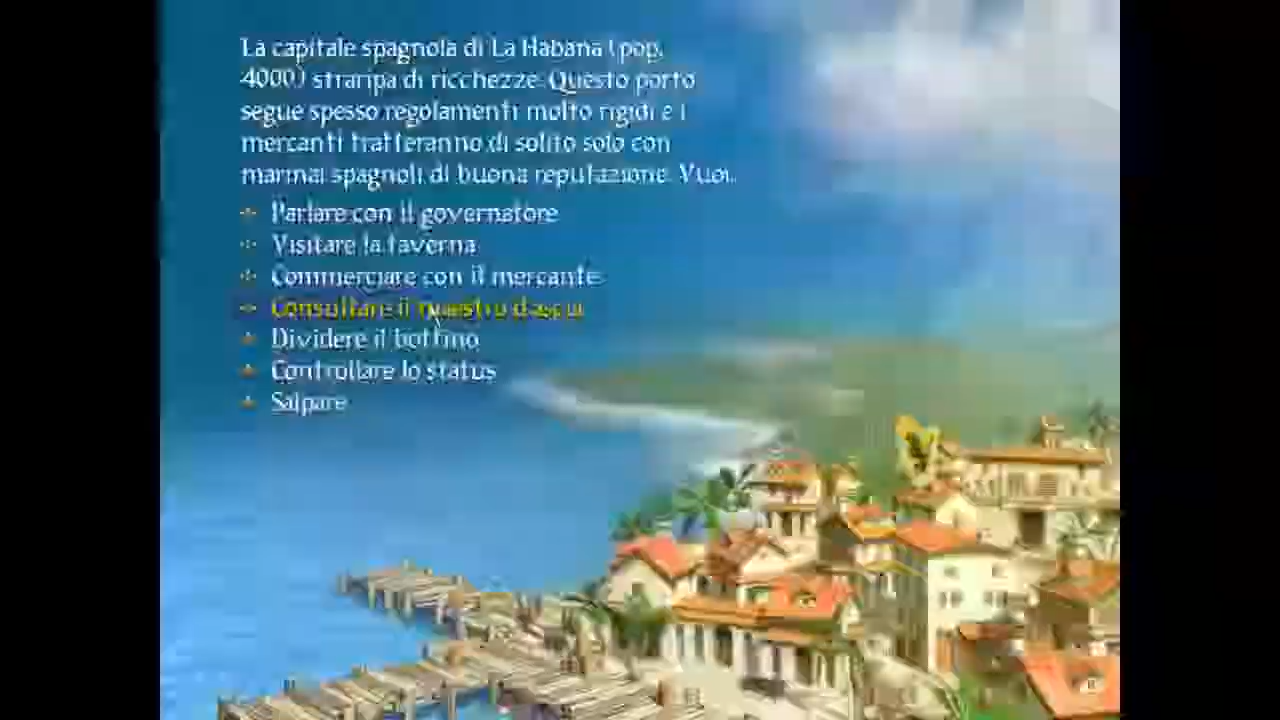 La capitale spagnola di La Habana (pop.
4000) straripa di ricchezze. Questo porto
segue spesso regolamenti molto rigidi e i
mercanti tratteranno di solito solo con
marinai spagnoli di buona reputazione. Vuoi...
Parlare con il governatore
Visitare la taverna
Commerciare con il mercante
Consultare il maestro d'ascia
Dividere il bottino
Controllare lo status
Salpare